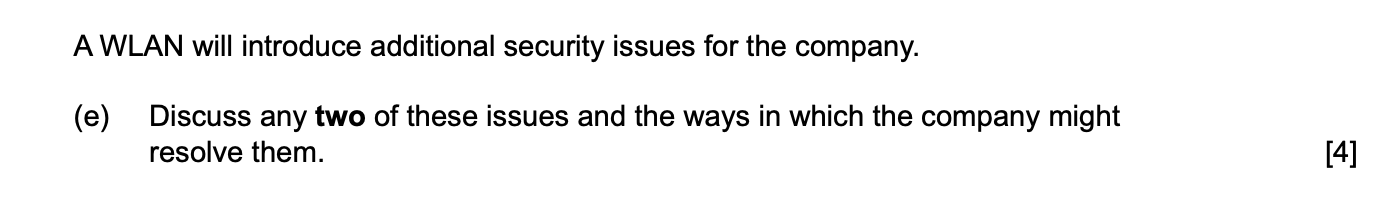 A WLAN will introduce additional security issues for the company.
(e) Discuss any two of these issues and the ways in which the company might
resolve them. [4]